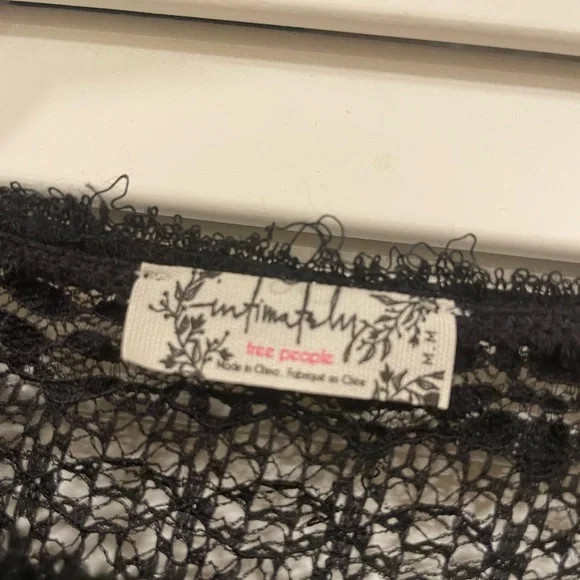 intimately
free people
Made in China. Fabriqué en Chine
M M